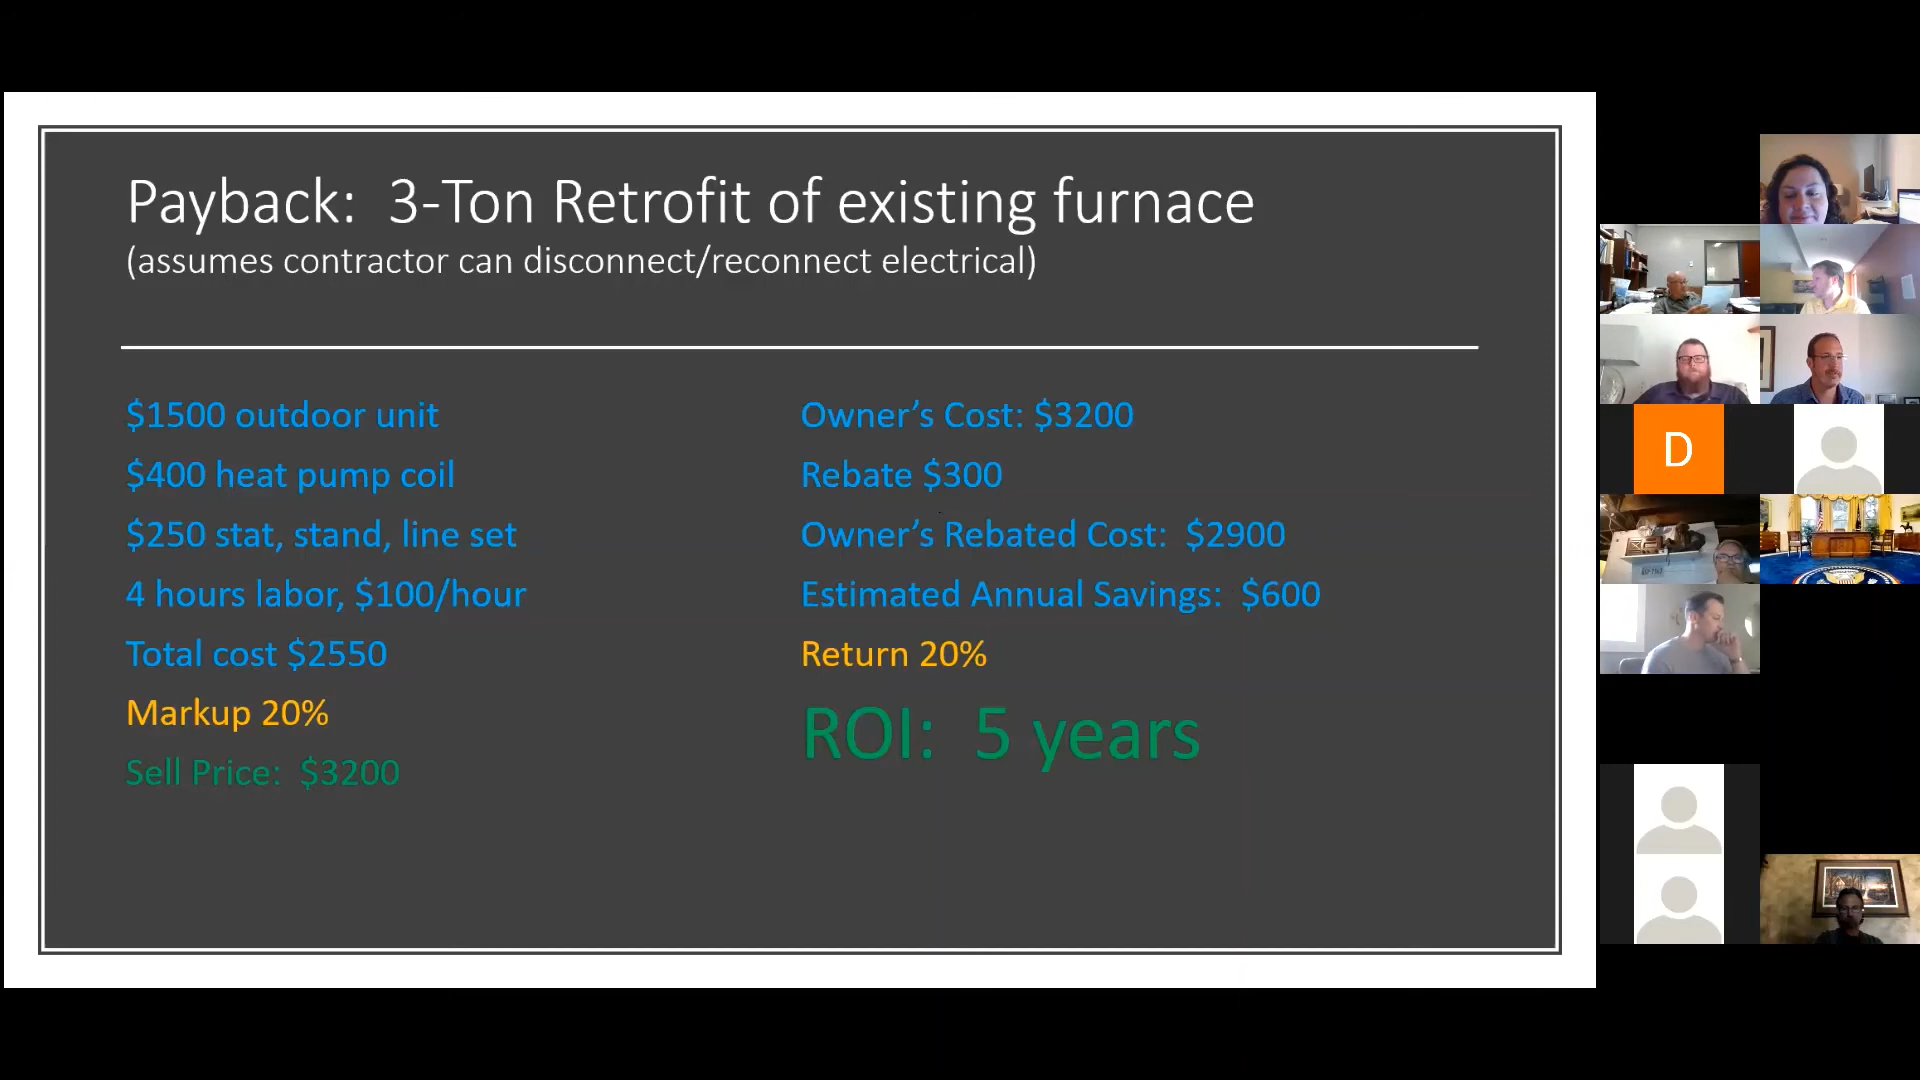 Payback:  3-Ton Retrofit of existing furnace
(assumes contractor can disconnect/reconnect electrical)
$1500 outdoor unit
$400 heat pump coil
$250 stat, stand, line set
4 hours labor, $100/hour
Total cost $2550
Markup 20%
Sell Price:  $3200
Owner’s Cost: $3200
Rebate $300
Owner’s Rebated Cost:  $2900
Estimated Annual Savings:  $600
Return 20%
ROI:  5 years
D